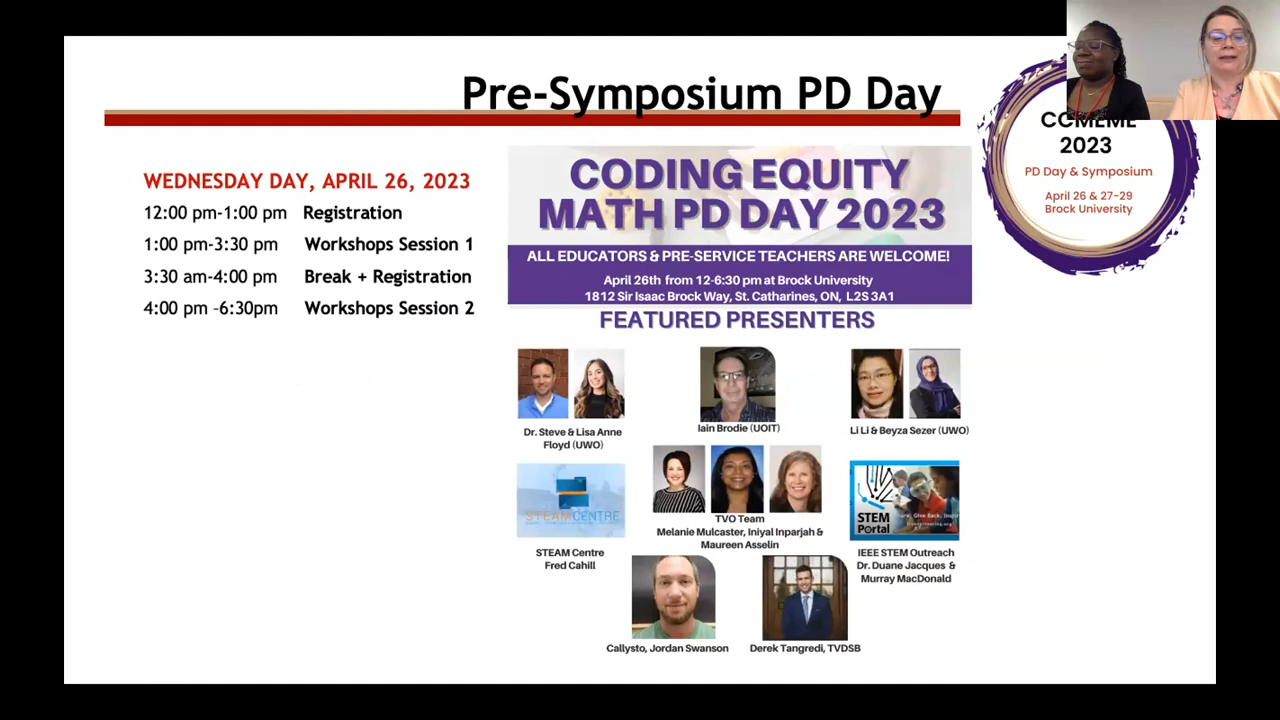 Pre-Symposium PD Day
WEDNESDAY DAY, APRIL 26, 2023
12:00 pm-1:00 pm Registration
1:00 pm-3:30 pm Workshops Session 1
3:30 am-4:00 pm Break + Registration
4:00 pm –6:30pm Workshops Session 2
CODING EQUITY
MATH PD DAY 2023
ALL EDUCATORS & PRE-SERVICE TEACHERS ARE WELCOME!
April 26th from 12-6:30 pm at Brock University
1812 Sir Isaac Brock Way, St. Catharines, ON, L2S 3A1
FEATURED PRESENTERS
Dr. Steve & Lisa Anne
Floyd (UWO)
Iain Brodie (UOIT)
Li Li & Beyza Sezer (UWO)
STEAMCENTRE
STEAM Centre
Fred Cahill
TVO Team
Melanie Mulcaster, Iniyal Inparjah &
Maureen Asselin
STEM
Portal
Give Back,
IEEE STEM Outreach
Dr. Duane Jacques &
Murray MacDonald
Callysto, Jordan Swanson
Derek Tangredi, TVDSB
CCMEME
2023
PD Day & Symposium
April 26 & 27-29
Brock University